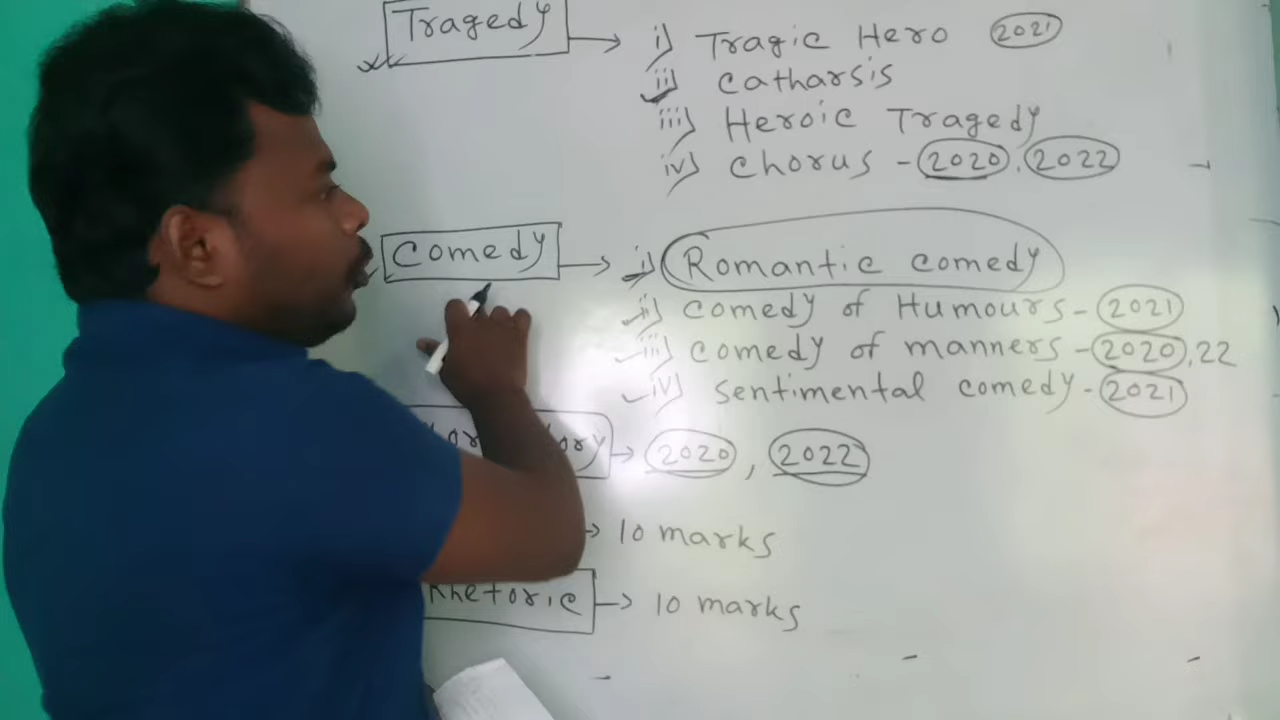 Tragedy → i) Tragic Hero 2021
ii) Catharsis
iii) Heroic Tragedy
iv) Chorus - 2020, 2022
Comedy → i) Romantic comedy
ii) comedy of Humours - 2021
iii) comedy of manners - 2020, 22
iv) sentimental comedy - 2021
→ 2020, 2022
→ 10 marks
Rhetoric → 10 marks